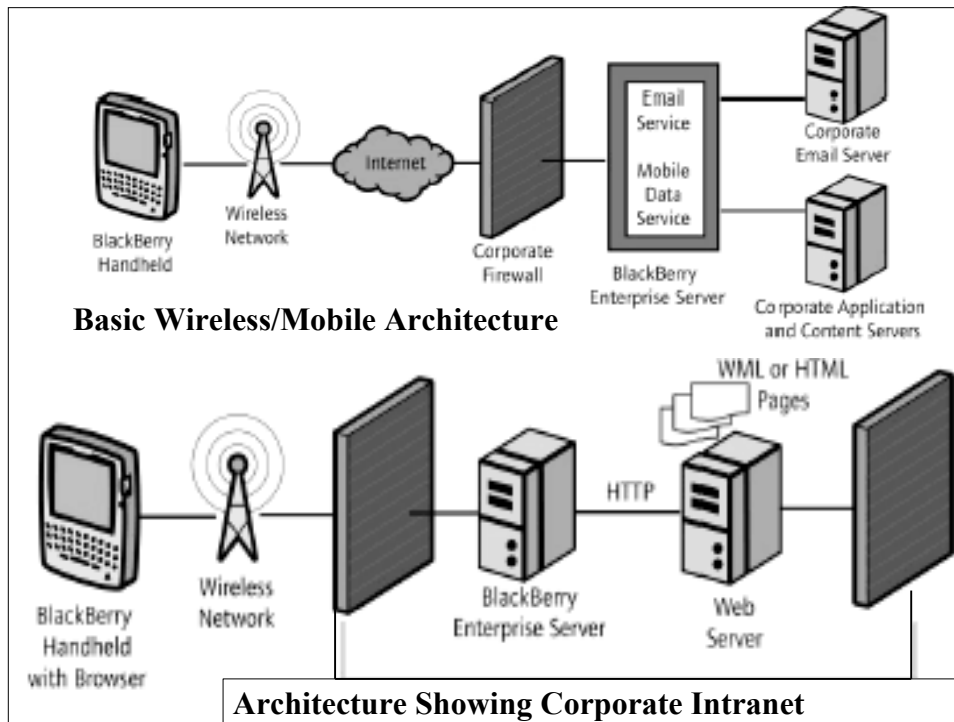 Email
Service
Mobile
Data
Service
Corporate
Email Server
Internet
Wireless
Network
BlackBerry
Handheld
Corporate
Firewall
BlackBerry
Enterprise Server
Corporate Application
and Content Servers
Basic Wireless/Mobile Architecture
WML or HTML
Pages
HTTP
Wireless
Network
BlackBerry
Enterprise Server
Web
Server
BlackBerry
Handheld
with Browser
Architecture Showing Corporate Intranet